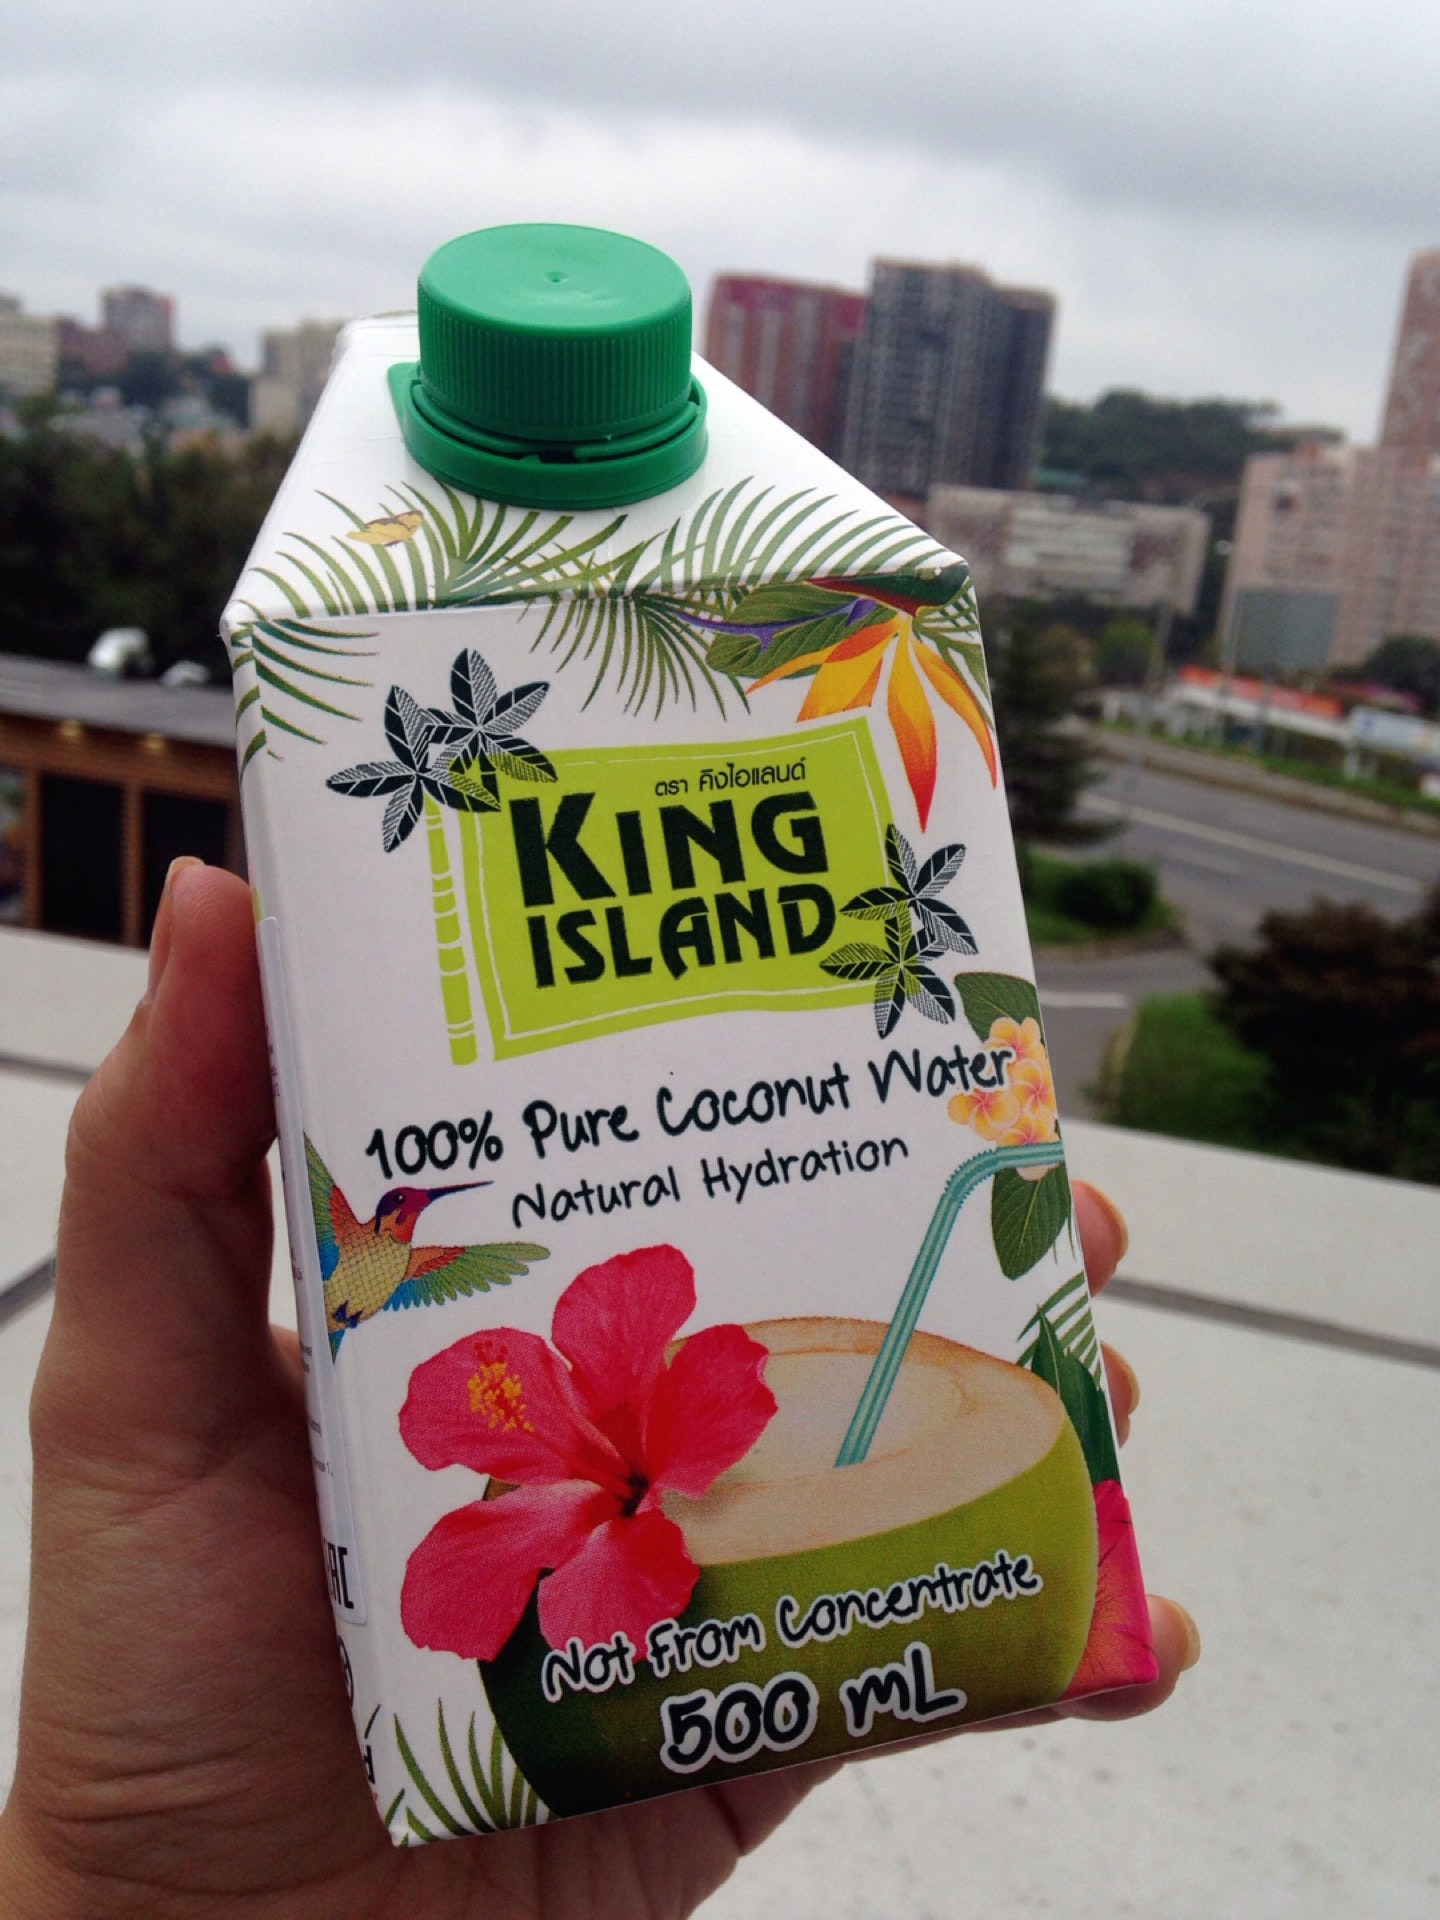 ตรา คิงไอแลนด์
KING
ISLAND
100% Pure Coconut Water
Natural Hydration
Not From Concentrate
500 mL